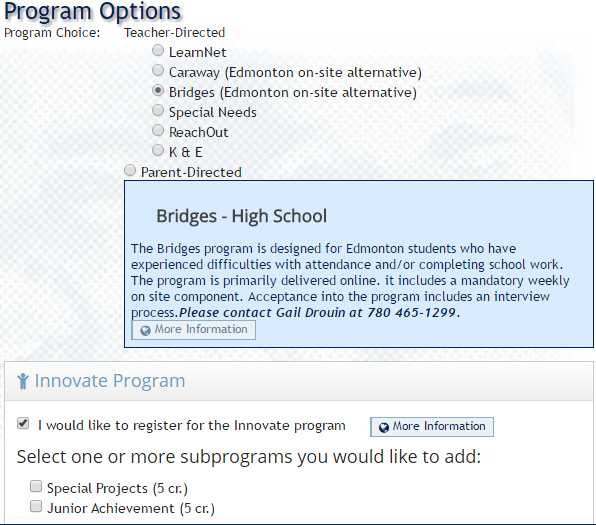 Program Options
Program Choice: Teacher-Directed
LearnNet
Caraway (Edmonton on-site alternative)
Bridges (Edmonton on-site alternative)
Special Needs
ReachOut
K & E
Parent-Directed
Bridges - High School
The Bridges program is designed for Edmonton students who have
experienced difficulties with attendance and/or completing school work.
The program is primarily delivered online. it includes a mandatory weekly
on site component. Acceptance into the program includes an interview
process.Please contact Gail Drouin at 780 465-1299.
More Information
Innovate Program
I would like to register for the Innovate program More Information
Select one or more subprograms you would like to add:
Special Projects (5 cr.)
Junior Achievement (5 cr.)